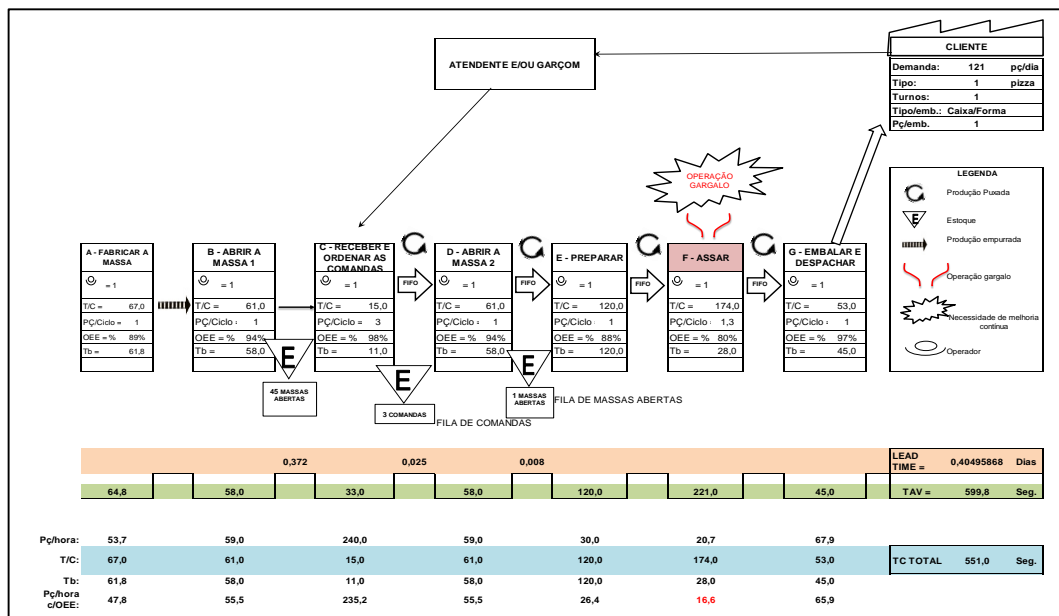 ATENDENTE E/OU GARÇOM
CLIENTE
Demanda: 121 pç/dia
Tipo: 1 pizza
Turnos: 1
Tipo/emb.: Caixa/Forma
Pç/emb. 1
LEGENDA
Produção Puxada
E Estoque
Produção empurrada
Operação gargalo
Necessidade de melhoria
contínua
Operador
OPERAÇÃO
GARGALO
A - FABRICAR A
MASSA
= 1
T/C = 67,0
PÇ/Ciclo = 1
OEE = % 89%
Tb = 61,8
B - ABRIR A
MASSA 1
= 1
T/C = 61,0
PÇ/Ciclo : 1
OEE = % 94%
Tb = 58,0
E
45 MASSAS
ABERTAS
C - RECEBER E
ORDENAR AS
COMANDAS
= 1
T/C = 15,0
PÇ/Ciclo = 3
OEE = % 98%
Tb = 11,0
E
3 COMANDAS
FILA DE COMANDAS
FIFO
D - ABRIR A
MASSA 2
= 1
T/C = 61,0
PÇ/Ciclo : 1
OEE = % 94%
Tb = 58,0
E
1 MASSAS
ABERTAS
FILA DE MASSAS ABERTAS
FIFO
E - PREPARAR
= 1
T/C = 120,0
PÇ/Ciclo 1
OEE = % 88%
Tb = 120,0
FIFO
F - ASSAR
= 1
T/C = 174,0
PÇ/Ciclo : 1,3
OEE = % 80%
Tb = 28,0
FIFO
G - EMBALAR E
DESPACHAR
= 1
T/C = 53,0
PÇ/Ciclo = 1
OEE = % 97%
Tb = 45,0
0,372 0,025 0,008
LEAD
TIME = 0,40495868 Dias
64,8 58,0 33,0 58,0 120,0 221,0 45,0 TAV = 599,8 Seg.
Pç/hora: 53,7 59,0 240,0 59,0 30,0 20,7 67,9
T/C: 67,0 61,0 15,0 61,0 120,0 174,0 53,0 TC TOTAL 551,0 Seg.
Tb: 61,8 58,0 11,0 58,0 120,0 28,0 45,0
Pç/hora
c/OEE: 47,8 55,5 235,2 55,5 26,4 16,6 65,9